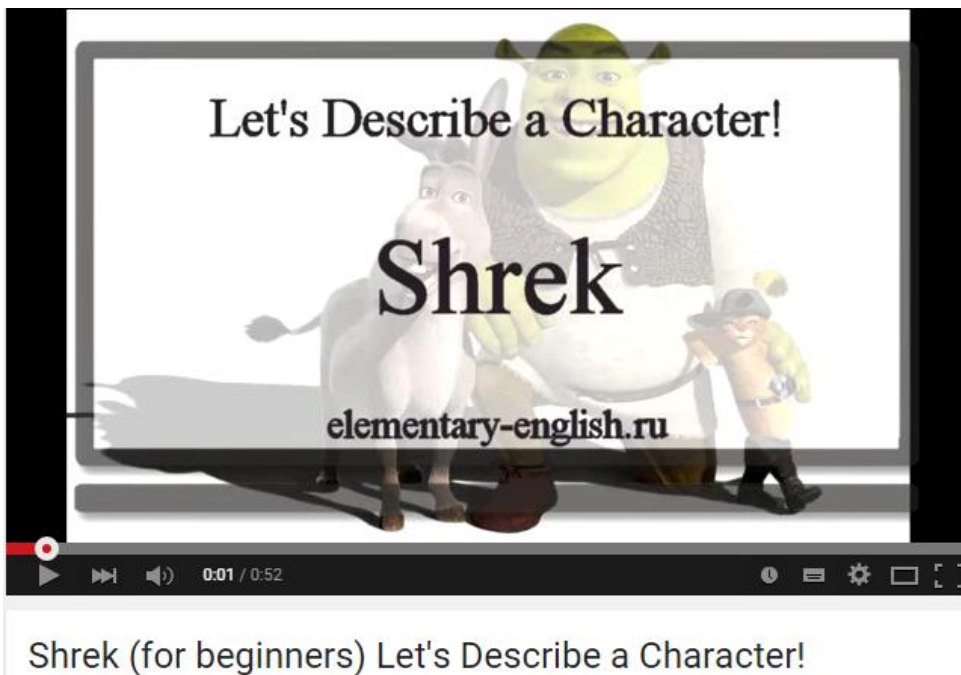 Let's Describe a Character!
Shrek
elementary-english.ru
0:01 / 0:52
Shrek (for beginners) Let's Describe a Character!